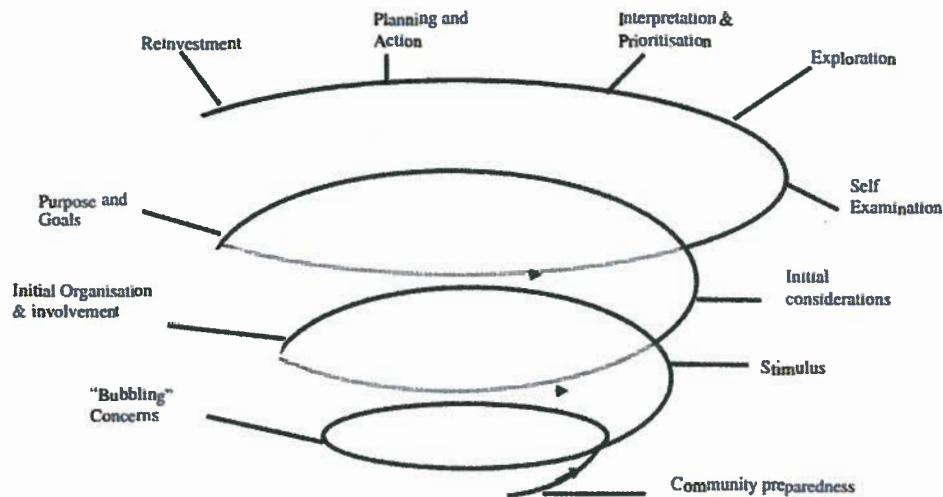 Reinvestment
Planning and
Action
Interpretation &
Prioritisation
Exploration
Purpose and
Goals
Self
Examination
Initial Organisation
& involvement
Initial
considerations
Stimulus
"Bubbling"
Concerns
Community preparedness